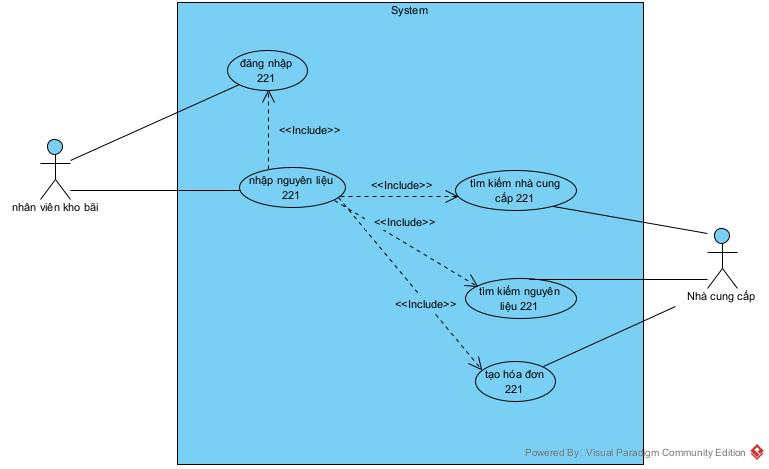 System
đăng nhập
221
<<Include>>
nhập nguyên liệu
221
<<Include>>
tìm kiếm nhà cung
cấp 221
nhân viên kho bãi
<<Include>>
tìm kiếm nguyên
liệu 221
Nhà cung cấp
<<Include>>
tạo hóa đơn
221
Powered By: Visual Paradigm Community Edition